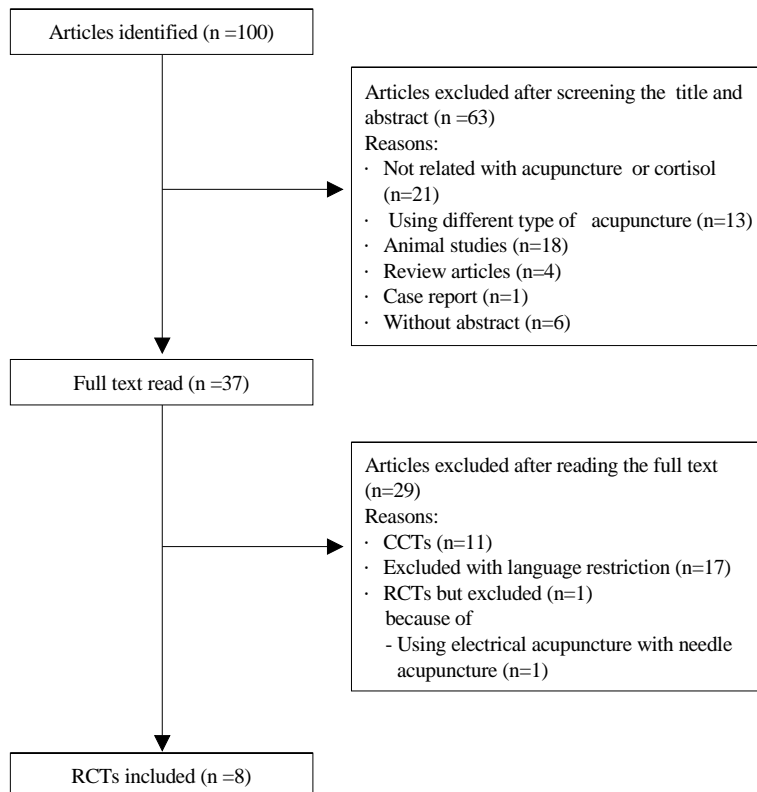 Articles identified (n =100)
Articles excluded after screening the title and
abstract (n =63)
Reasons:
· Not related with acupuncture or cortisol
(n=21)
· Using different type of acupuncture (n=13)
· Animal studies (n=18)
· Review articles (n=4)
· Case report (n=1)
· Without abstract (n=6)
Full text read (n =37)
Articles excluded after reading the full text
(n=29)
Reasons:
· CCTs (n=11)
· Excluded with language restriction (n=17)
· RCTs but excluded (n=1)
because of
- Using electrical acupuncture with needle
acupuncture (n=1)
RCTs included (n =8)